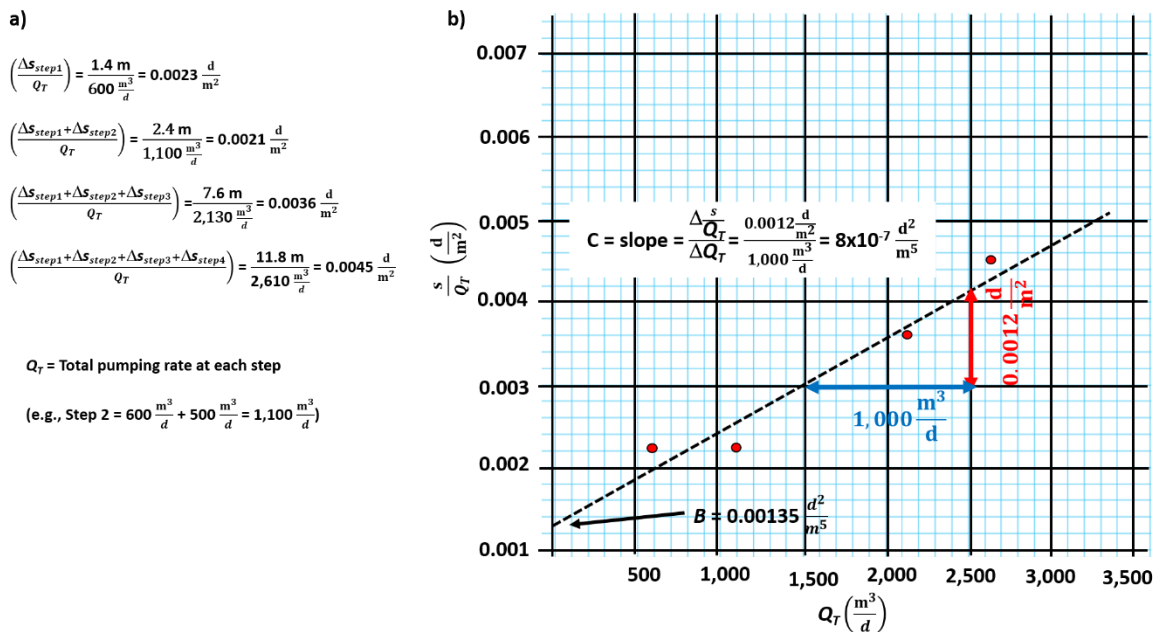 a)
(Δs_step1 / Q_T) = 1.4 m / 600 m³/d = 0.0023 d/m²
(Δs_step1+Δs_step2 / Q_T) = 2.4 m / 1,100 m³/d = 0.0021 d/m²
(Δs_step1+Δs_step2+Δs_step3 / Q_T) = 7.6 m / 2,130 m³/d = 0.0036 d/m²
(Δs_step1+Δs_step2+Δs_step3+Δs_step4 / Q_T) = 11.8 m / 2,610 m³/d = 0.0045 d/m²
Q_T = Total pumping rate at each step
(e.g., Step 2 = 600 m³/d + 500 m³/d = 1,100 m³/d)
b)
0.007
0.006
0.005
0.004
0.003
0.002
0.001
s/Q_T (d/m²)
C = slope = Δ s/Q_T / ΔQ_T = 0.0012 d/m² / 1,000 m³/d = 8x10⁻⁷ d²/m⁵
0.0012 d/m²
1,000 m³/d
B = 0.00135 d²/m⁵
500 1,000 1,500 2,000 2,500 3,000 3,500
Q_T (m³/d)